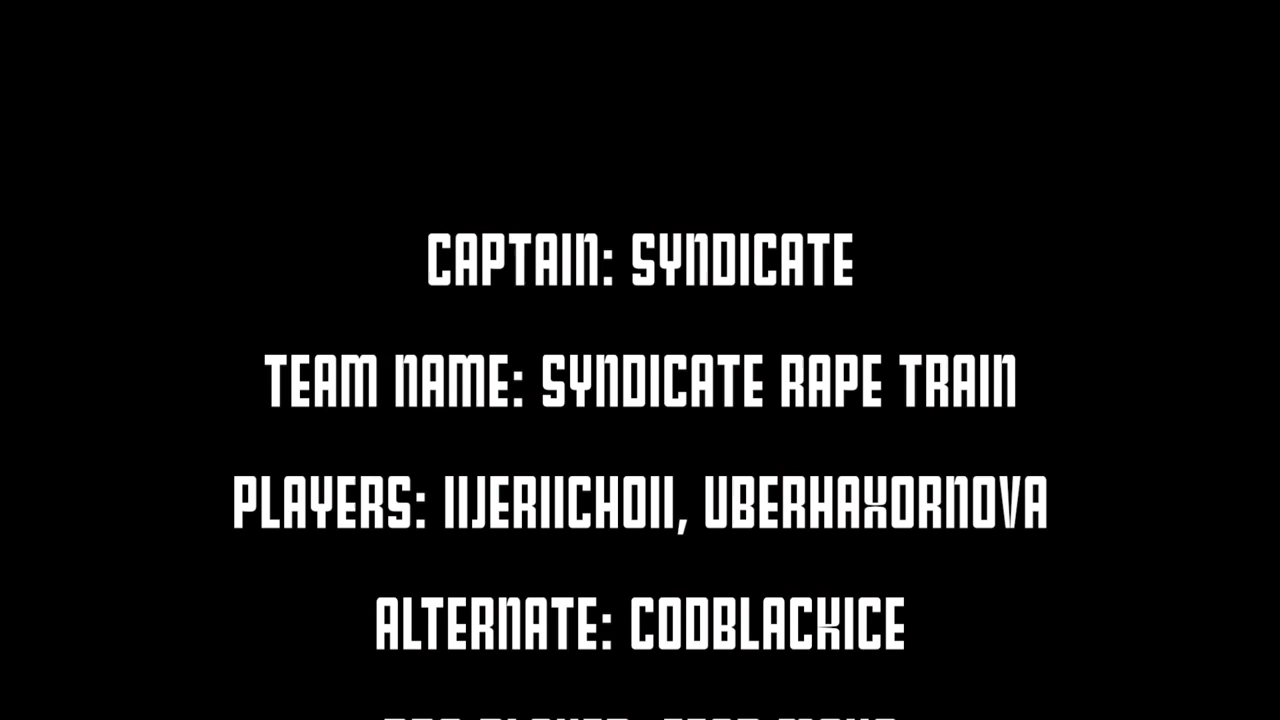 CAPTAIN: SYNDICATE
TEAM NAME: SYNDICATE RAPE TRAIN
PLAYERS: IIJERIICHOII, UBERHAXORNOVA
ALTERNATE: CODBLACKICE